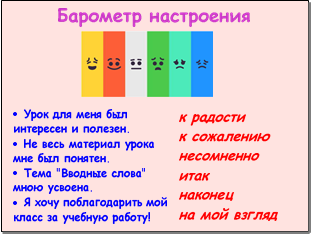 Барометр настроения
• Урок для меня был
интересен и полезен.
• Не весь материал урока
мне был понятен.
• Тема "Вводные слова"
мною усвоена.
• Я хочу поблагодарить мой
класс за учебную работу!
к радости
к сожалению
несомненно
итак
наконец
на мой взгляд